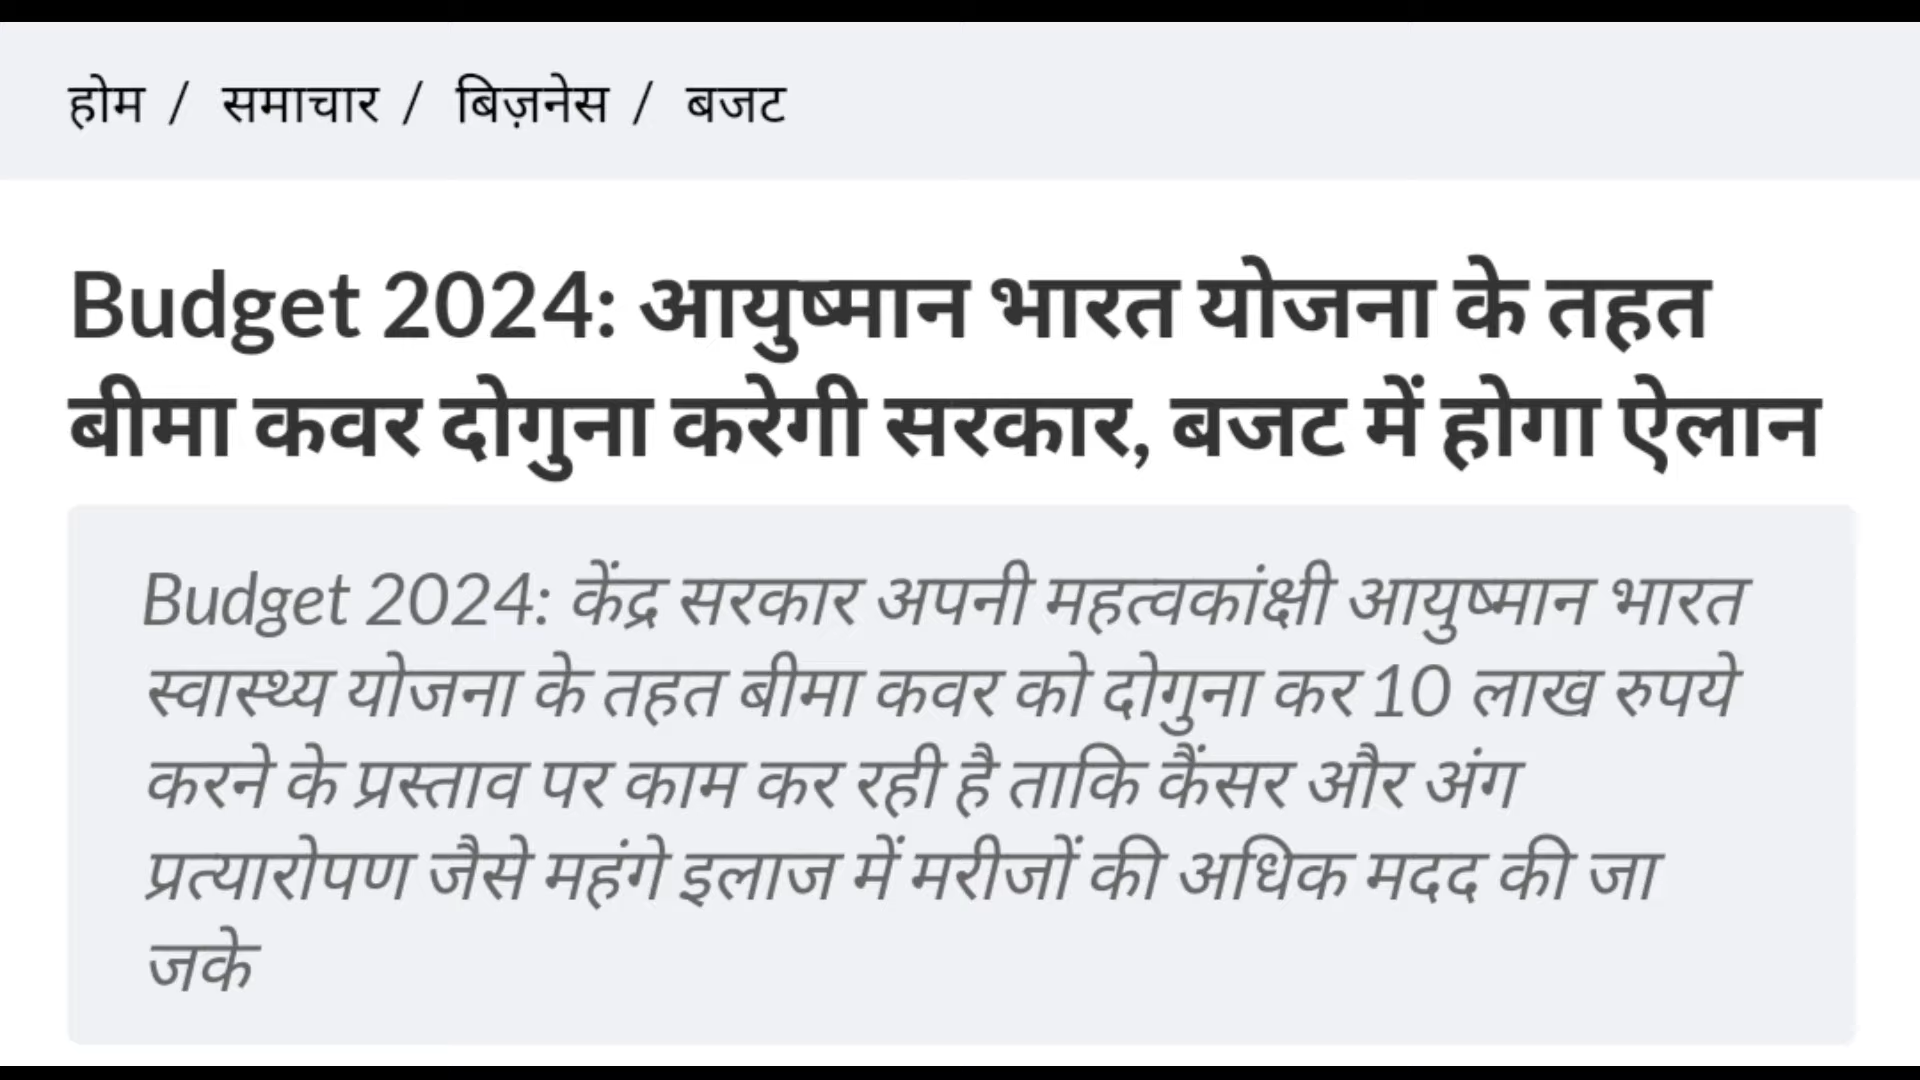 होम / समाचार / बिज़नेस / बजट
Budget 2024: आयुष्मान भारत योजना के तहत
बीमा कवर दोगुना करेगी सरकार, बजट में होगा ऐलान
Budget 2024: केंद्र सरकार अपनी महत्वकांक्षी आयुष्मान भारत
स्वास्थ्य योजना के तहत बीमा कवर को दोगुना कर 10 लाख रुपये
करने के प्रस्ताव पर काम कर रही है ताकि कैंसर और अंग
प्रत्यारोपण जैसे महंगे इलाज में मरीजों की अधिक मदद की जा
जके